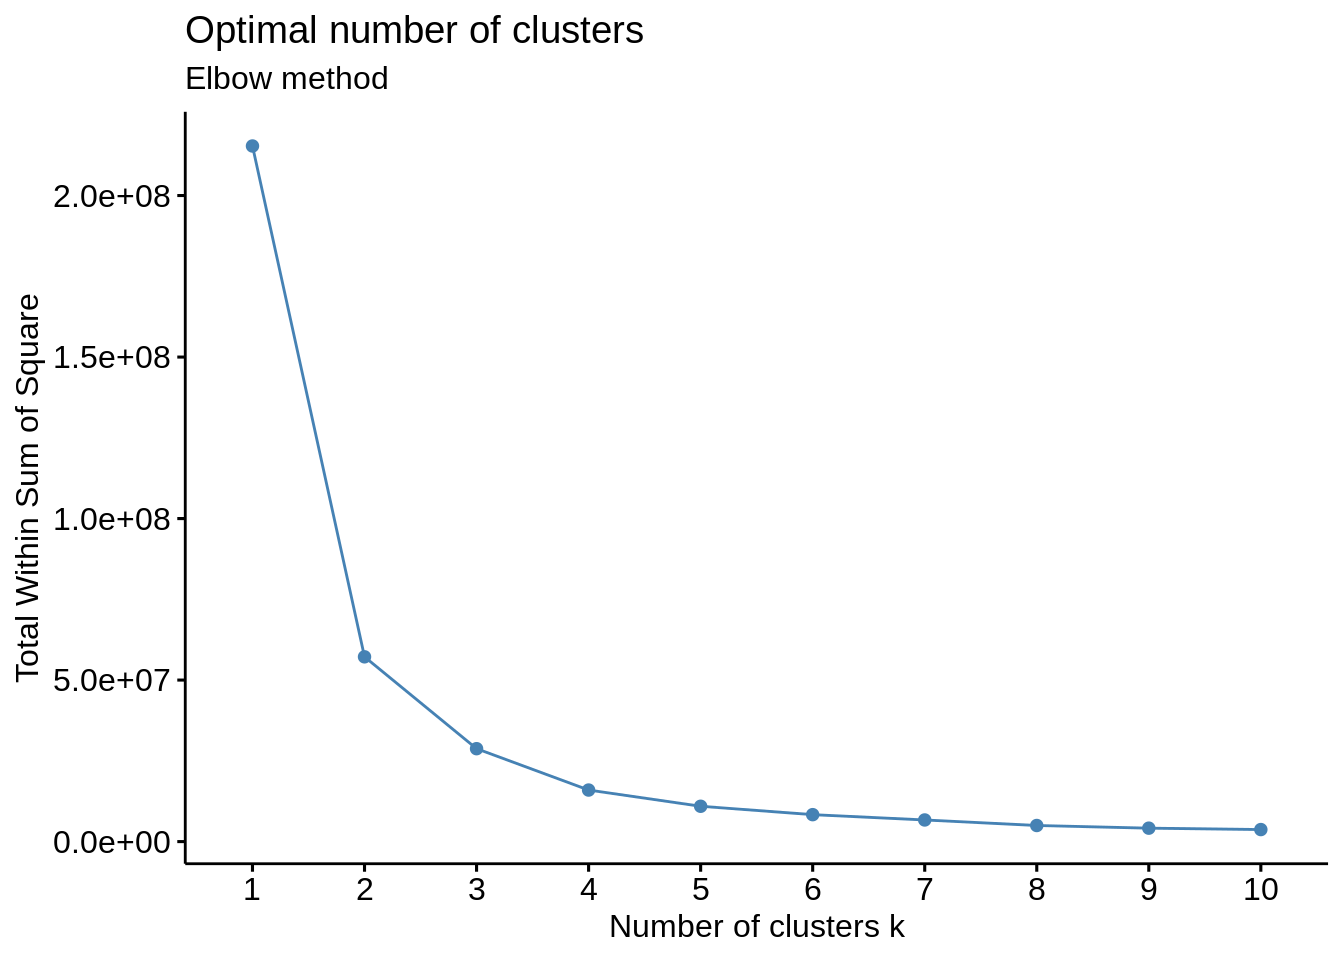 Optimal number of clusters
Elbow method
Total Within Sum of Square
2.0e+08
1.5e+08
1.0e+08
5.0e+07
0.0e+00
1 2 3 4 5 6 7 8 9 10
Number of clusters k